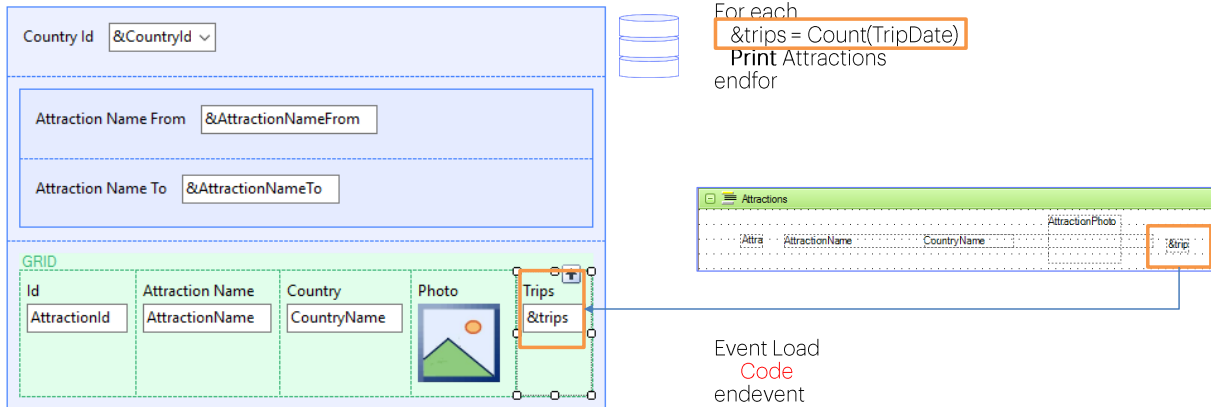 Country Id &CountryId
Attraction Name From &AttractionNameFrom
Attraction Name To &AttractionNameTo
GRID
Id Attraction Name Country Photo Trips
AttractionId AttractionName CountryName &trips
For each
&trips = Count(TripDate)
Print Attractions
endfor
Attractions
AttractionPhoto
Attra AttractionName CountryName &trip
Event Load
Code
endevent